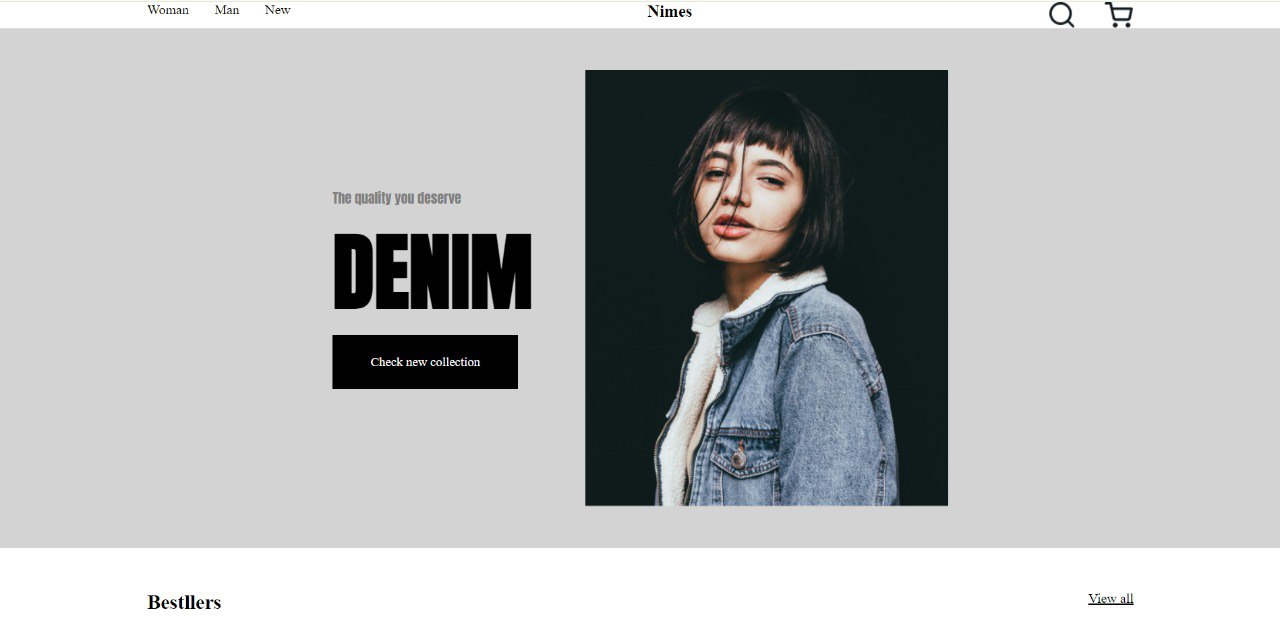 Woman Man New Nimes
The quality you deserve
DENIM
Check new collection
Bestllers View all